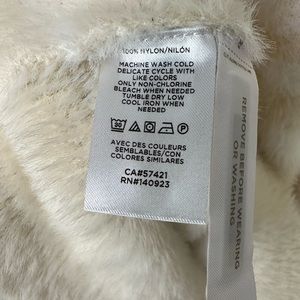 100% NYLON/NILÓN
MACHINE WASH COLD
DELICATE CYCLE WITH
LIKE COLORS
ONLY NON-CHLORINE
BLEACH WHEN NEEDED
TUMBLE DRY LOW
COOL IRON WHEN
NEEDED
AVEC DES COULEURS
SEMBLABLES/CON
COLORES SIMILARES
CA#57421
RN#140923
REMOVE BEFORE WEARING
OR WASHING